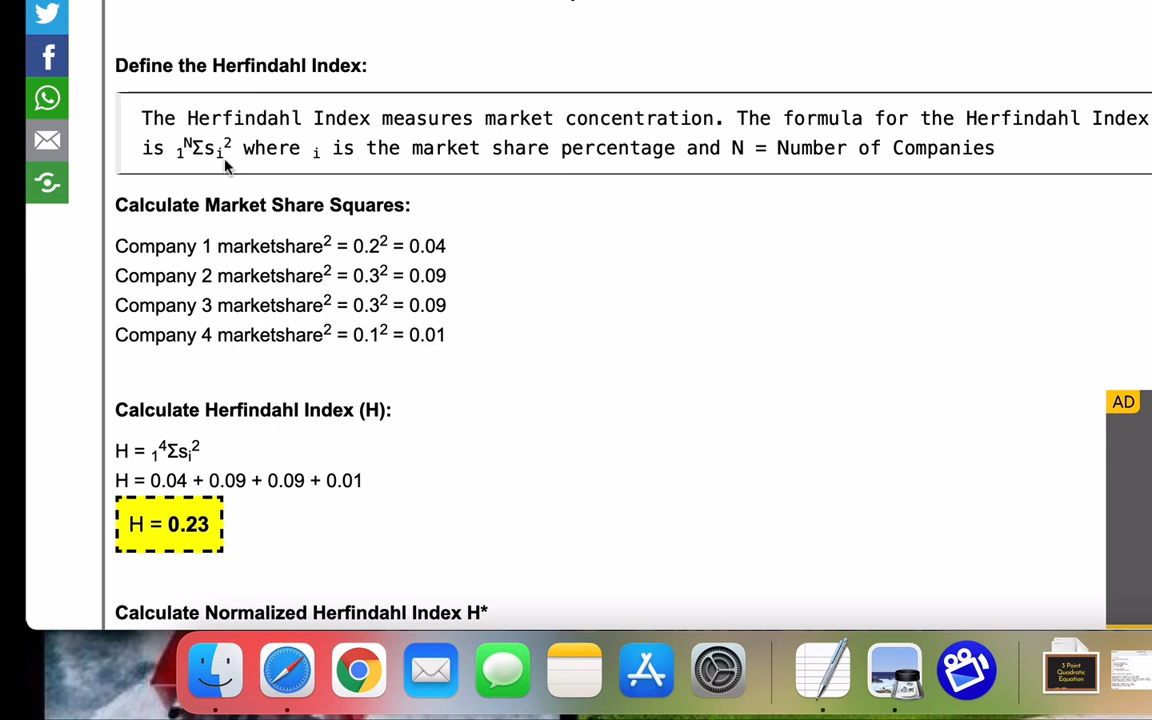 Define the Herfindahl Index:
The Herfindahl Index measures market concentration. The formula for the Herfindahl Index
is ₁ᴺΣsᵢ² where ᵢ is the market share percentage and N = Number of Companies
Calculate Market Share Squares:
Company 1 marketshare² = 0.2² = 0.04
Company 2 marketshare² = 0.3² = 0.09
Company 3 marketshare² = 0.3² = 0.09
Company 4 marketshare² = 0.1² = 0.01
Calculate Herfindahl Index (H):
AD
H = ₁⁴Σsᵢ²
H = 0.04 + 0.09 + 0.09 + 0.01
H = 0.23
Calculate Normalized Herfindahl Index H*
3 Point
Quadratic
Equation